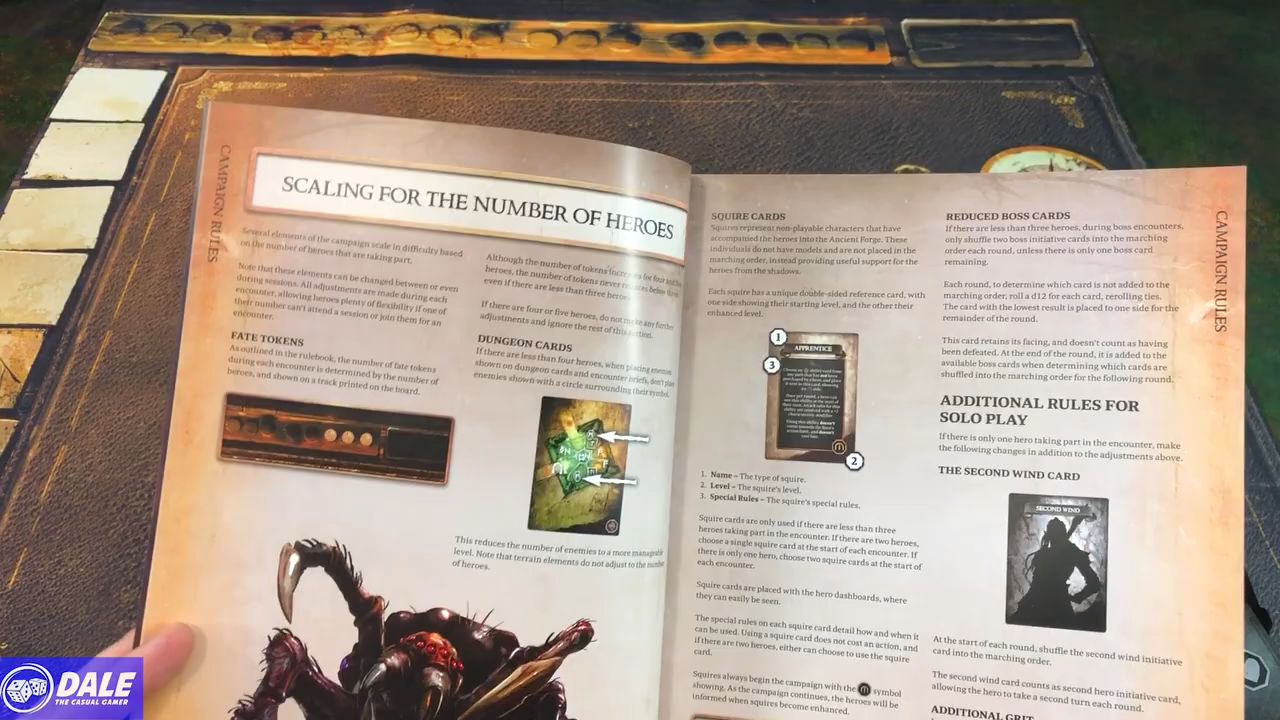 CAMPAIGN RULES
SCALING FOR THE NUMBER OF HEROES
Several elements of the campaign scale in difficulty based
on the number of heroes that are taking part.
Note that these elements can be changed between or even
during sessions. All adjustments are made during each
encounter, allowing heroes plenty of flexibility if one of
their number can't attend a session or join them for an
encounter.
FATE TOKENS
As outlined in the rulebook, the number of fate tokens
during each encounter is determined by the number of
heroes, and shown on a track printed on the board.
Although the number of tokens increases for four and five
heroes, the number of tokens never reduces before three
even if there are less than three heroes.
If there are four or five heroes, do not make any further
adjustments and ignore the rest of this section.
DUNGEON CARDS
If there are less than four heroes, when placing enemies
shown on dungeon cards and encounter briefs, don't place
enemies shown with a circle surrounding their symbol.
This reduces the number of enemies to a more manageable
level. Note that terrain elements do not adjust to the number
of heroes.
SQUIRE CARDS
Squires represent non-playable characters that have
accompanied the heroes into the Ancient Forge. These
individuals do not have models and are not placed in the
marching order, instead providing useful support for the
heroes from the shadows.
Each squire has a unique double-sided reference card, with
one side showing their starting level, and the other their
enhanced level.
1
3
APPRENTICE
2
1. Name – The type of squire.
2. Level – The squire's level.
3. Special Rules – The squire's special rules.
Squire cards are only used if there are less than three
heroes taking part in the encounter. If there are two heroes,
choose a single squire card at the start of each encounter. If
there is only one hero, choose two squire cards at the start of
each encounter.
Squire cards are placed with the hero dashboards, where
they can easily be seen.
The special rules on each squire card detail how and when it
can be used. Using a squire card does not cost an action, and
if there are two heroes, either can choose to use the squire
card.
Squires always begin the campaign with the symbol
showing. As the campaign continues, the heroes will be
informed when squires become enhanced.
REDUCED BOSS CARDS
If there are less than three heroes, during boss encounters,
only shuffle two boss initiative cards into the marching
order each round, unless there is only one boss card
remaining.
Each round, to determine which card is not added to the
marching order, roll a d12 for each card, rerolling ties.
The card with the lowest result is placed to one side for the
remainder of the round.
This card retains its facing, and doesn't count as having
been defeated. At the end of the round, it is added to the
available boss cards when determining which cards are
shuffled into the marching order for the following round.
ADDITIONAL RULES FOR
SOLO PLAY
If there is only one hero taking part in the encounter, make
the following changes in addition to the adjustments above.
THE SECOND WIND CARD
SECOND WIND
At the start of each round, shuffle the second wind initiative
card into the marching order.
The second wind card counts as second hero initiative card,
allowing the hero to take a second turn each round.
ADDITIONAL GRIT
CAMPAIGN RULES
DALE
THE CASUAL GAMER